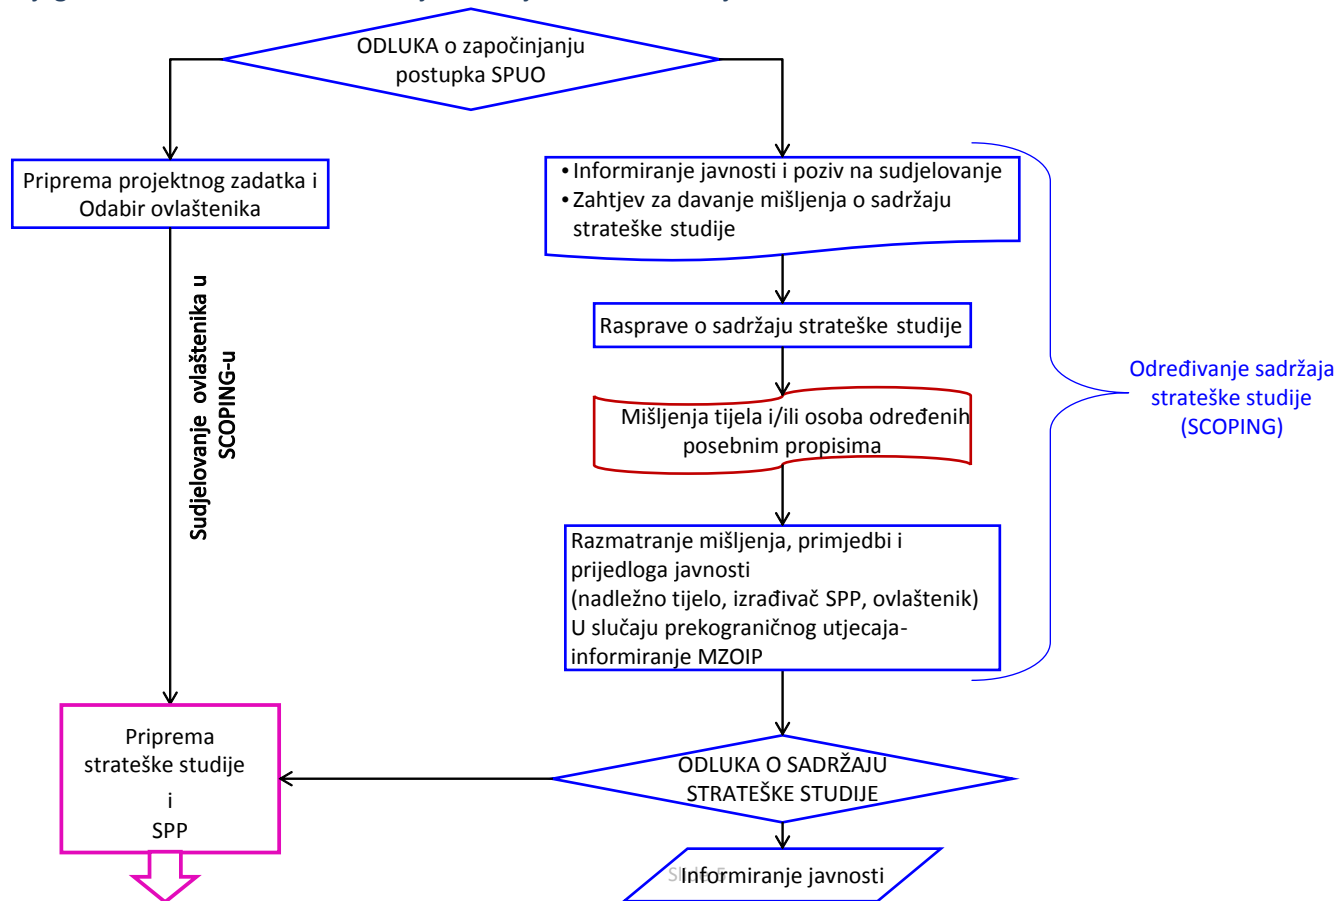 ODLUKA o započinjanju
postupka SPUO
Priprema projektnog zadatka i
Odabir ovlaštenika
• Informiranje javnosti i poziv na sudjelovanje
• Zahtjev za davanje mišljenja o sadržaju
strateške studije
Sudjelovanje ovlaštenika u
SCOPING-u
Rasprave o sadržaju strateške studije
Mišljenja tijela i/ili osoba određenih
posebnim propisima
Određivanje sadržaja
strateške studije
(SCOPING)
Razmatranje mišljenja, primjedbi i
prijedloga javnosti
(nadležno tijelo, izrađivač SPP, ovlaštenik)
U slučaju prekograničnog utjecaja-
informiranje MZOIP
Priprema
strateške studije
i
SPP
ODLUKA O SADRŽAJU
STRATEŠKE STUDIJE
Informiranje javnosti